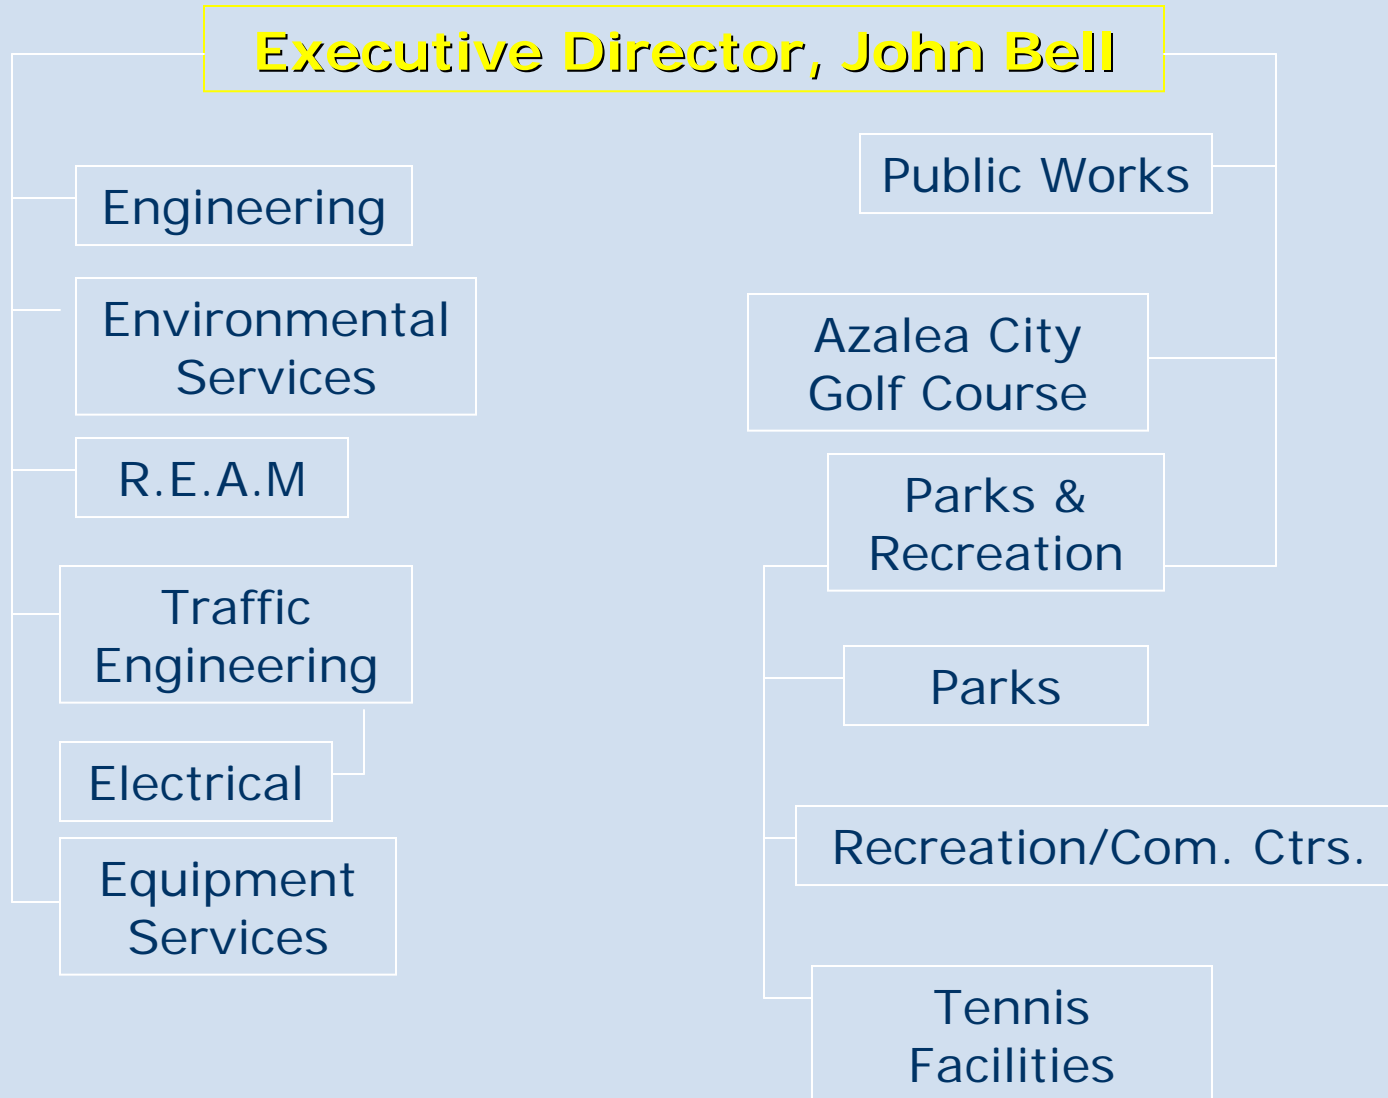 Executive Director, John Bell
Engineering
Environmental
Services
R.E.A.M
Traffic
Engineering
Electrical
Equipment
Services
Public Works
Azalea City
Golf Course
Parks &
Recreation
Parks
Recreation/Com. Ctrs.
Tennis
Facilities